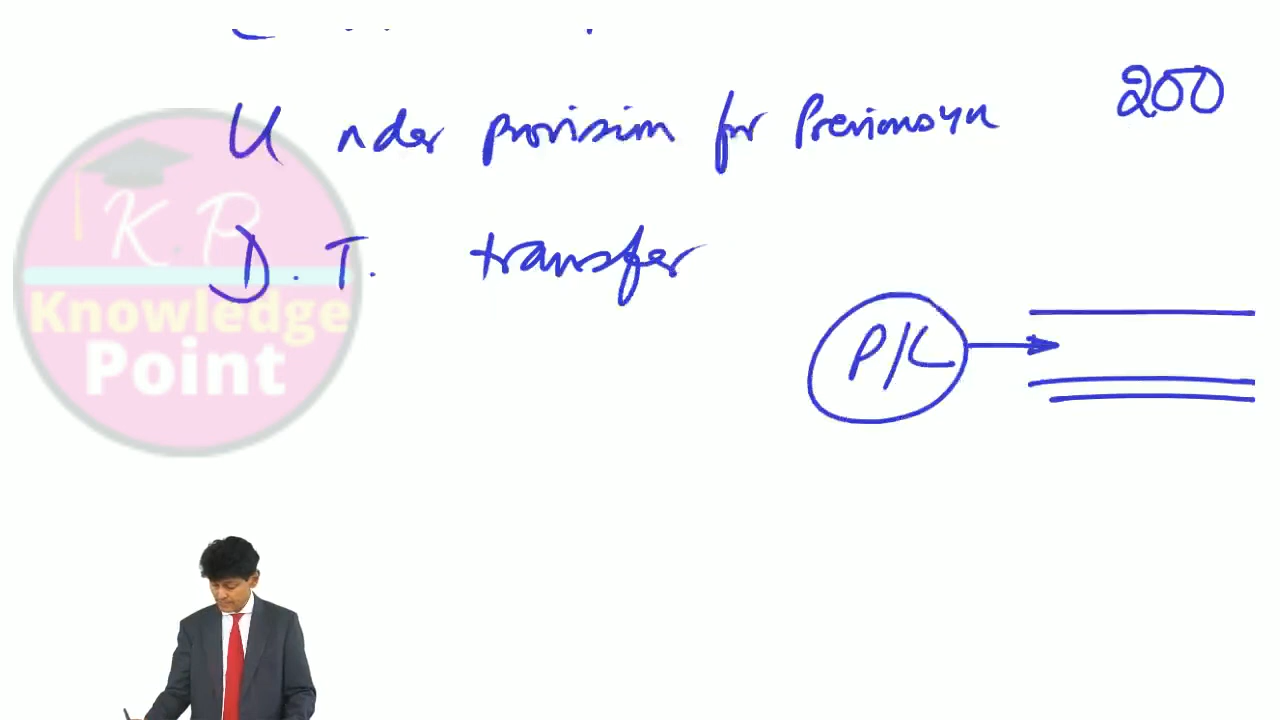 Under provision for Previous yr 200
D.T. transfer
P/L
K.P
Knowledge
Point